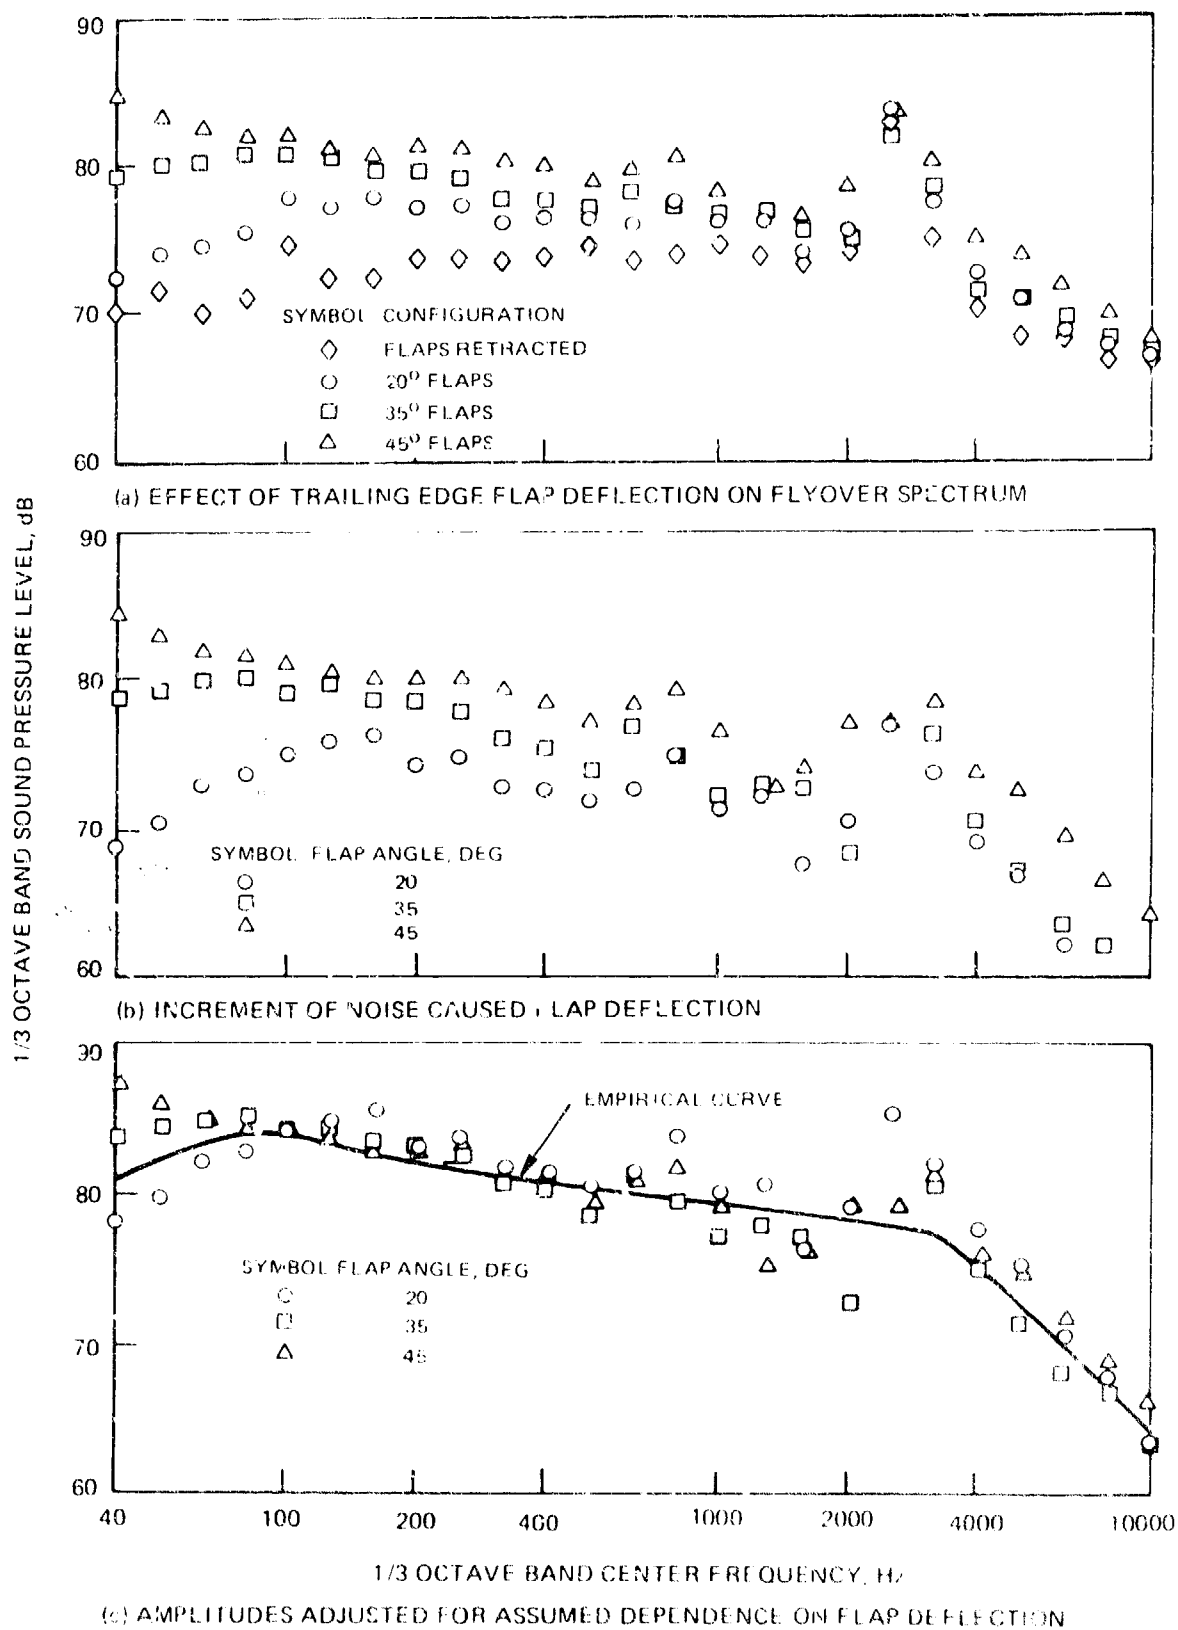 90
80
70
60
SYMBOL CONFIGURATION
FLAPS RETRACTED
20⁰ FLAPS
35⁰ FLAPS
45⁰ FLAPS
(a) EFFECT OF TRAILING EDGE FLAP DEFLECTION ON FLYOVER SPECTRUM
1/3 OCTAVE BAND SOUND PRESSURE LEVEL, dB
90
80
70
60
SYMBOL FLAP ANGLE, DEG
20
35
45
(b) INCREMENT OF NOISE CAUSED FLAP DEFLECTION
90
80
70
60
EMPIRICAL CURVE
SYMBOL FLAP ANGLE, DEG
20
35
45
40 100 200 400 1000 2000 4000 10000
1/3 OCTAVE BAND CENTER FREQUENCY, Hz
(c) AMPLITUDES ADJUSTED FOR ASSUMED DEPENDENCE ON FLAP DEFLECTION